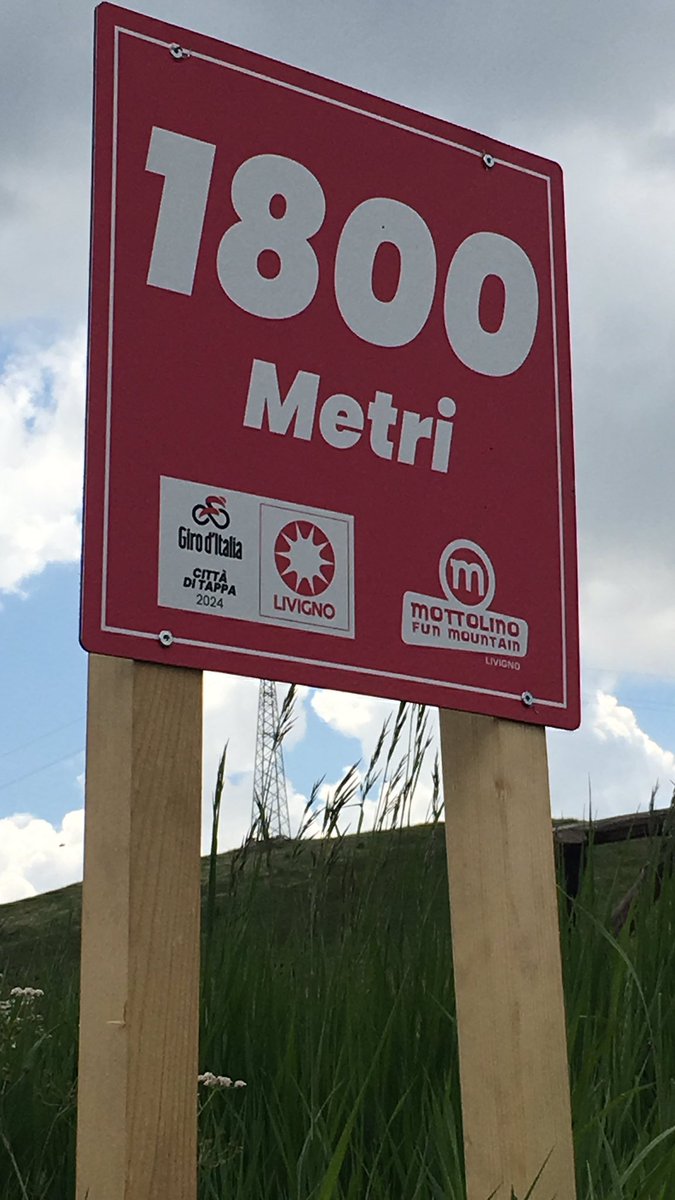 1800
Metri
Giro d'Italia
CITTÀ
DI TAPPA
2024
LIVIGNO
m
MOTTOLINO
FUN MOUNTAIN
LIVIGNO